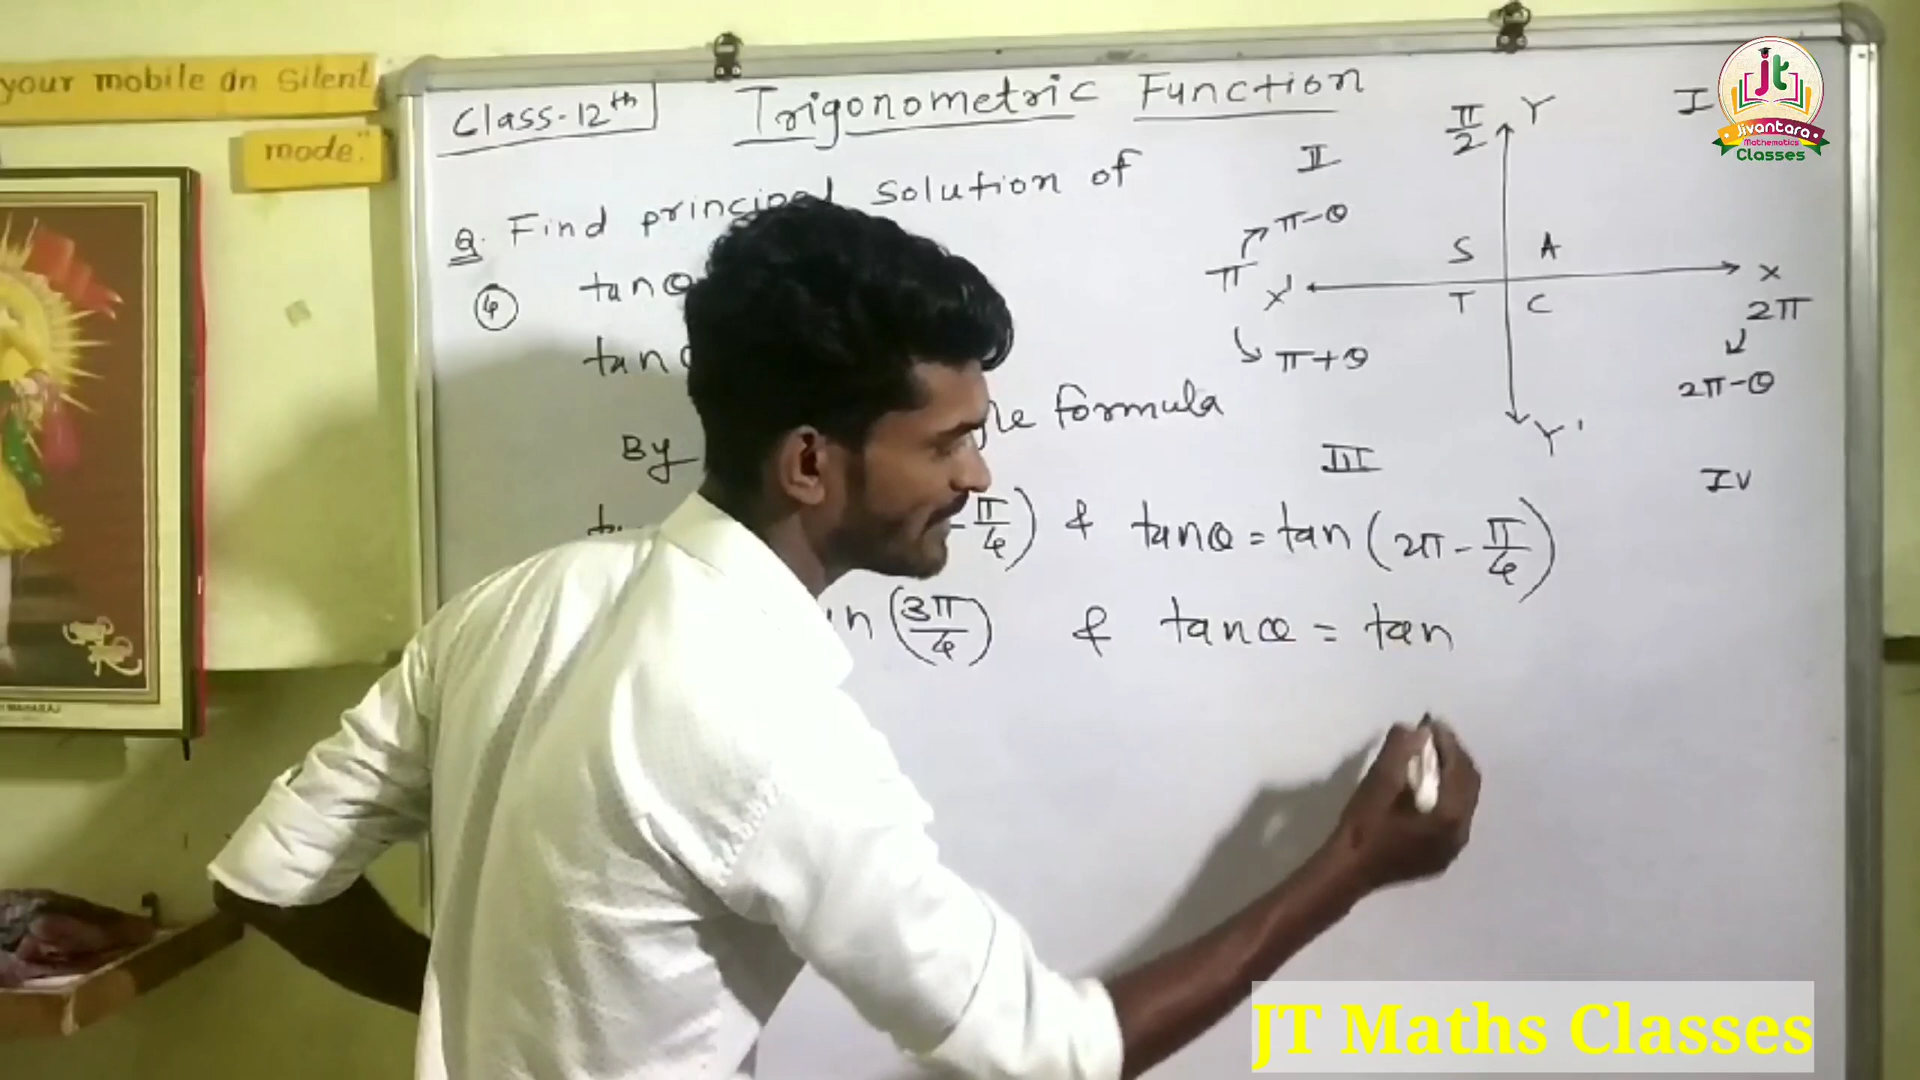 your mobile on Silent
mode."
Class-12th
Trigonometric Function
Q. Find principal Solution of
④ tanθ
tanθ
By formula
π/4) & tanθ = tan (2π - π/4)
(3π/4) & tanθ = tan
π/2 Y
I
II
π-θ
S A
π X' X
T C
2π
π+θ
2π-θ
Y'
III
IV
jt
Jivantara
Mathematics
Classes
JT Maths Classes